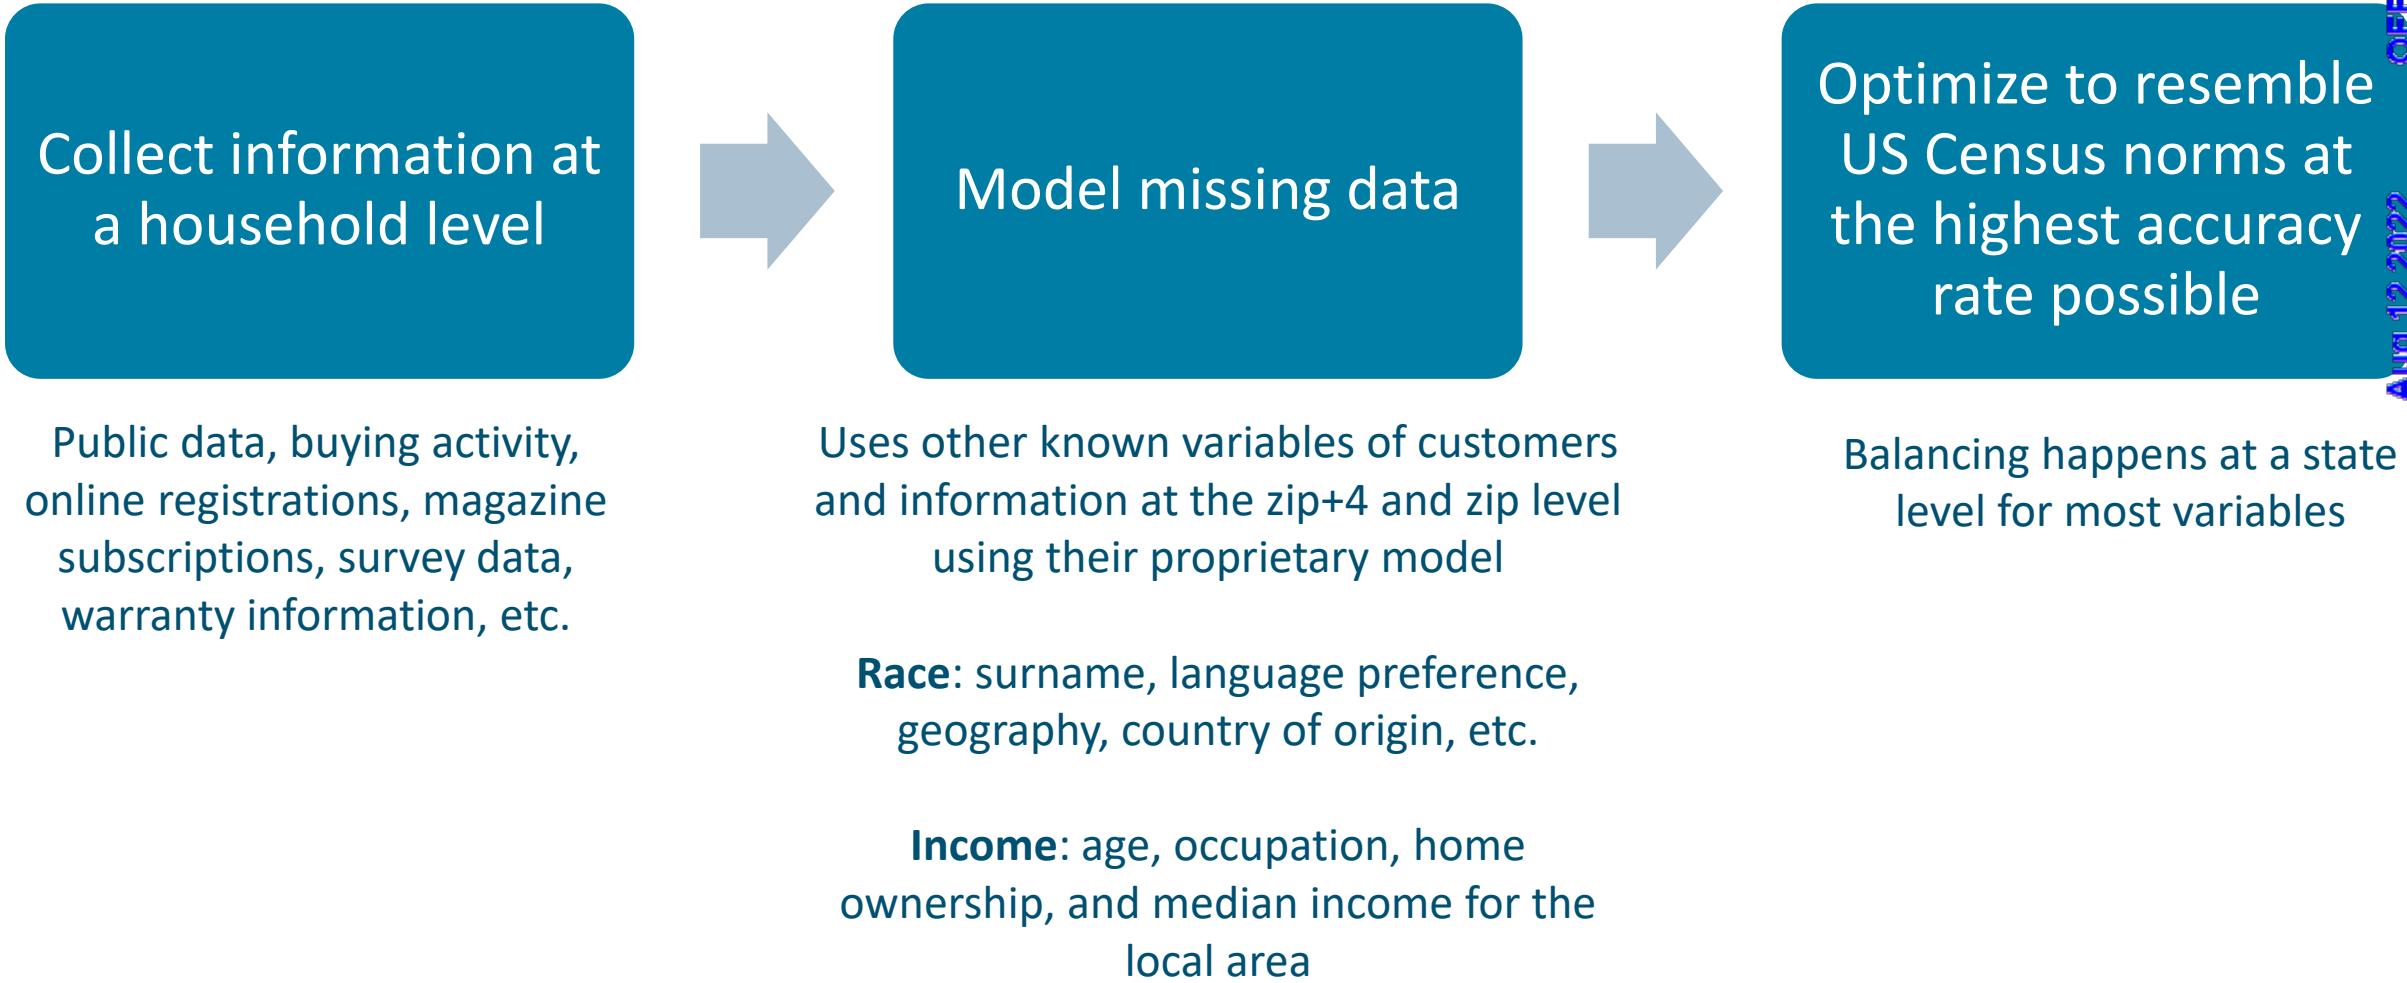 Collect information at
a household level
Public data, buying activity,
online registrations, magazine
subscriptions, survey data,
warranty information, etc.
Model missing data
Uses other known variables of customers
and information at the zip+4 and zip level
using their proprietary model
Race: surname, language preference,
geography, country of origin, etc.
Income: age, occupation, home
ownership, and median income for the
local area
Optimize to resemble
US Census norms at
the highest accuracy
rate possible
Balancing happens at a state
level for most variables
12 2022